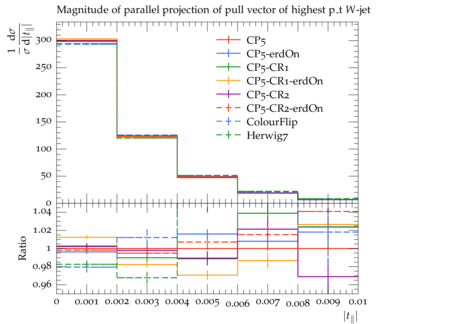 Magnitude of parallel projection of pull vector of highest p_t W-jet
1/σ dσ/d|t∥|
300
250
200
150
100
50
0
CP5
CP5-erdOn
CP5-CR1
CP5-CR1-erdOn
CP5-CR2
CP5-CR2-erdOn
ColourFlip
Herwig7
Ratio
1.04
1.02
1
0.98
0.96
0 0.001 0.002 0.003 0.004 0.005 0.006 0.007 0.008 0.009 0.01
|t∥|